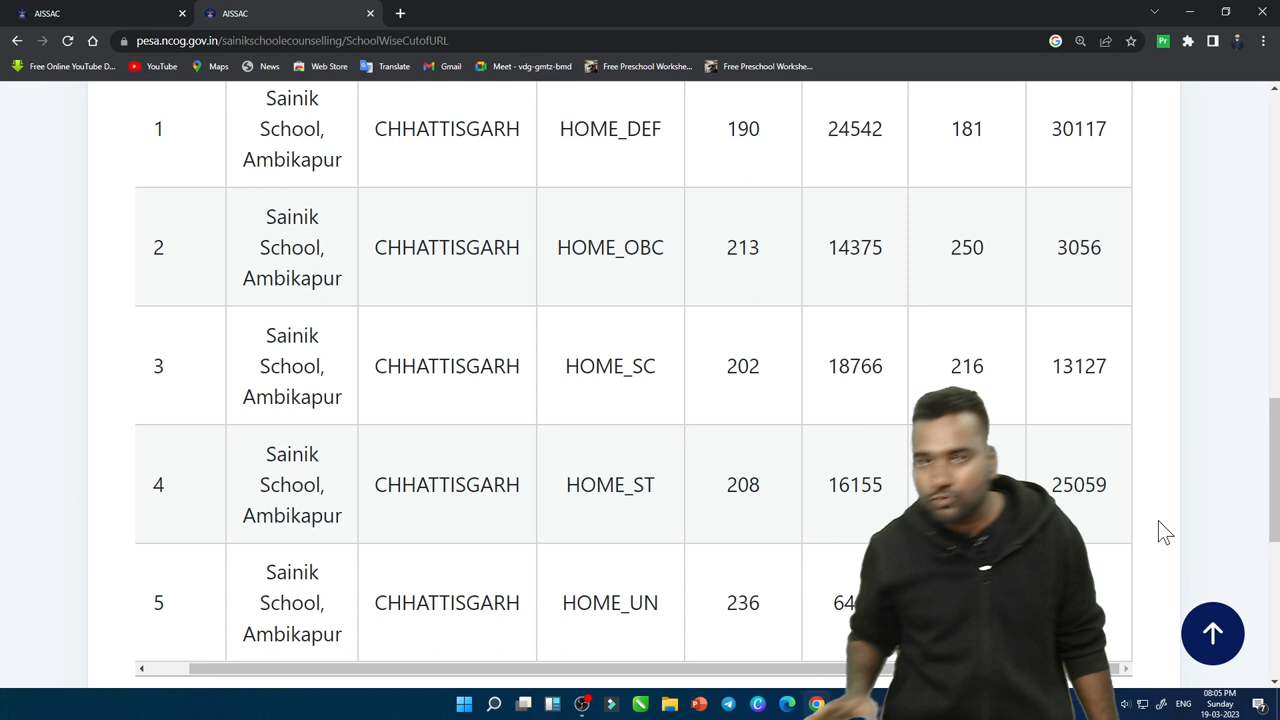 AISSAC
AISSAC
pesa.ncog.gov.in/sainikschoolecounselling/SchoolWiseCutofURL
Free Online YouTube D...
YouTube
Maps
News
Web Store
Translate
Gmail
Meet - vdg-gmtz-bmd
Free Preschool Workshe...
Free Preschool Workshe...
Sainik
School,
Ambikapur
1 CHHATTISGARH HOME_DEF 190 24542 181 30117
Sainik
School,
Ambikapur
2 CHHATTISGARH HOME_OBC 213 14375 250 3056
Sainik
School,
Ambikapur
3 CHHATTISGARH HOME_SC 202 18766 216 13127
Sainik
School,
Ambikapur
4 CHHATTISGARH HOME_ST 208 16155 25059
Sainik
School,
Ambikapur
5 CHHATTISGARH HOME_UN 236
ENG
08:05 PM
Sunday
19-03-2023